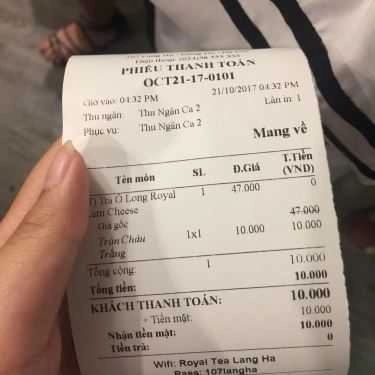 PHIẾU THANH TOÁN
OCT21-17-0101
Giờ vào: 04:32 PM 21/10/2017 04:32 PM
Thu ngân: Thu Ngân Ca 2 Lần in: 1
Phục vụ: Thu Ngân Ca 2
Mang về
Tên món SL Đ.Giá T.Tiền (VND)
Trà Ô Long Royal 1 47.000 0
Cheese 47.000
Giá gốc 10.000
Trân Châu 1x1 10.000
Trắng
Tổng cộng: 1 10.000
Tổng tiền: 10.000
KHÁCH THANH TOÁN: 10.000
+ Tiền mặt: 10.000
Nhận tiền mặt: 10.000
Tiền trả: 0
Wifi: Royal Tea Lang Ha
Pass: 107langha